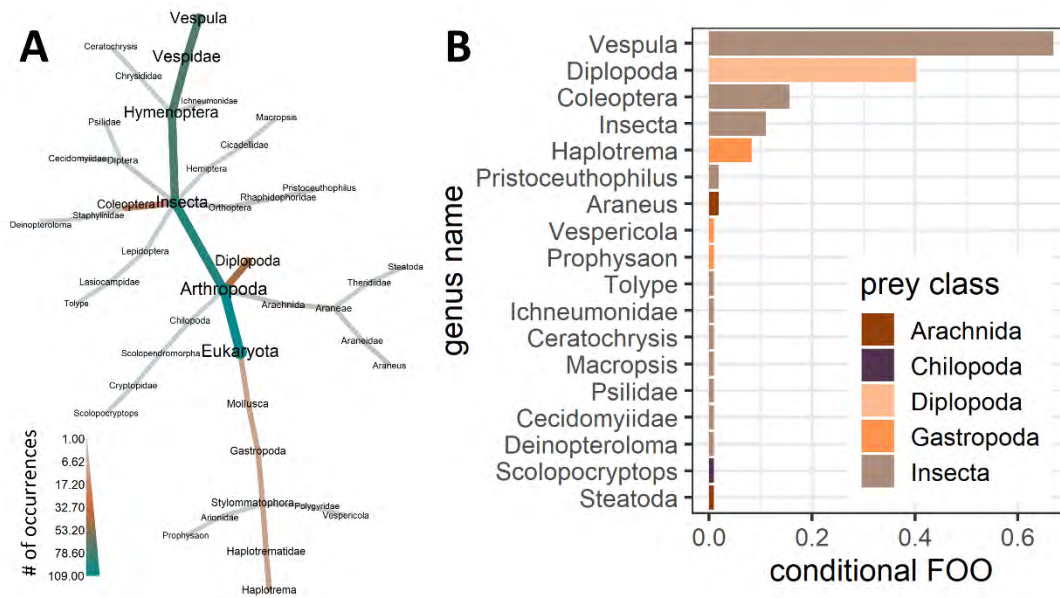 A
Vespula
Ceratochrysis
Vespidae
Chrysididae
Ichneumonidae
Hymenoptera
Psilidae
Macropsis
Cicadellidae
Cecidomyiidae
Diptera
Hemiptera
Pristoceuthophilus
Rhaphidophoridae
Coleoptera
Insecta
Orthoptera
Staphylinidae
Deinopteroloma
Lepidoptera
Diplopoda
Lasiocampidae
Steatoda
Theridiidae
Arthropoda
Tolype
Arachnida
Araneae
Chilopoda
Araneidae
Scolopendromorpha
Eukaryota
Araneus
Cryptopidae
Mollusca
Scolopocryptops
Gastropoda
Stylommatophora
Polygyridae
Arionidae
Vespericola
Prophysaon
Haplotrematidae
Haplotrema
# of occurrences
1.00
6.62
17.20
32.70
53.20
78.60
109.00
B
genus name
Vespula
Diplopoda
Coleoptera
Insecta
Haplotrema
Pristoceuthophilus
Araneus
Vespericola
Prophysaon
Tolype
Ichneumonidae
Ceratochrysis
Macropsis
Psilidae
Cecidomyiidae
Deinopteroloma
Scolopocryptops
Steatoda
prey class
Arachnida
Chilopoda
Diplopoda
Gastropoda
Insecta
0.0 0.2 0.4 0.6
conditional FOO